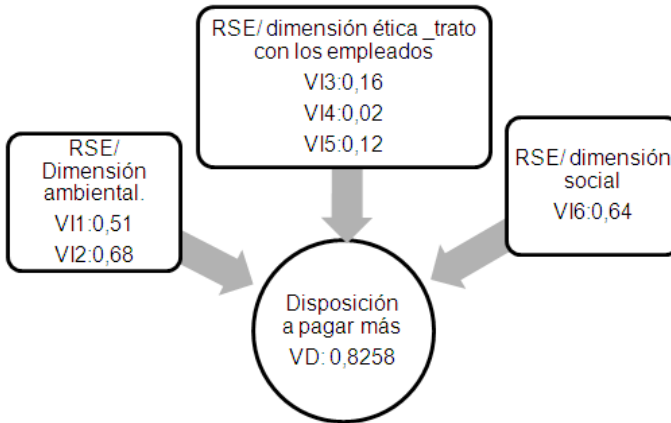 RSE/ dimensión ética _trato
con los empleados
VI3:0,16
VI4:0,02
VI5:0,12
RSE/
Dimensión
ambiental.
VI1:0,51
VI2:0,68
RSE/ dimensión
social
VI6:0,64
Disposición
a pagar más
VD: 0,8258